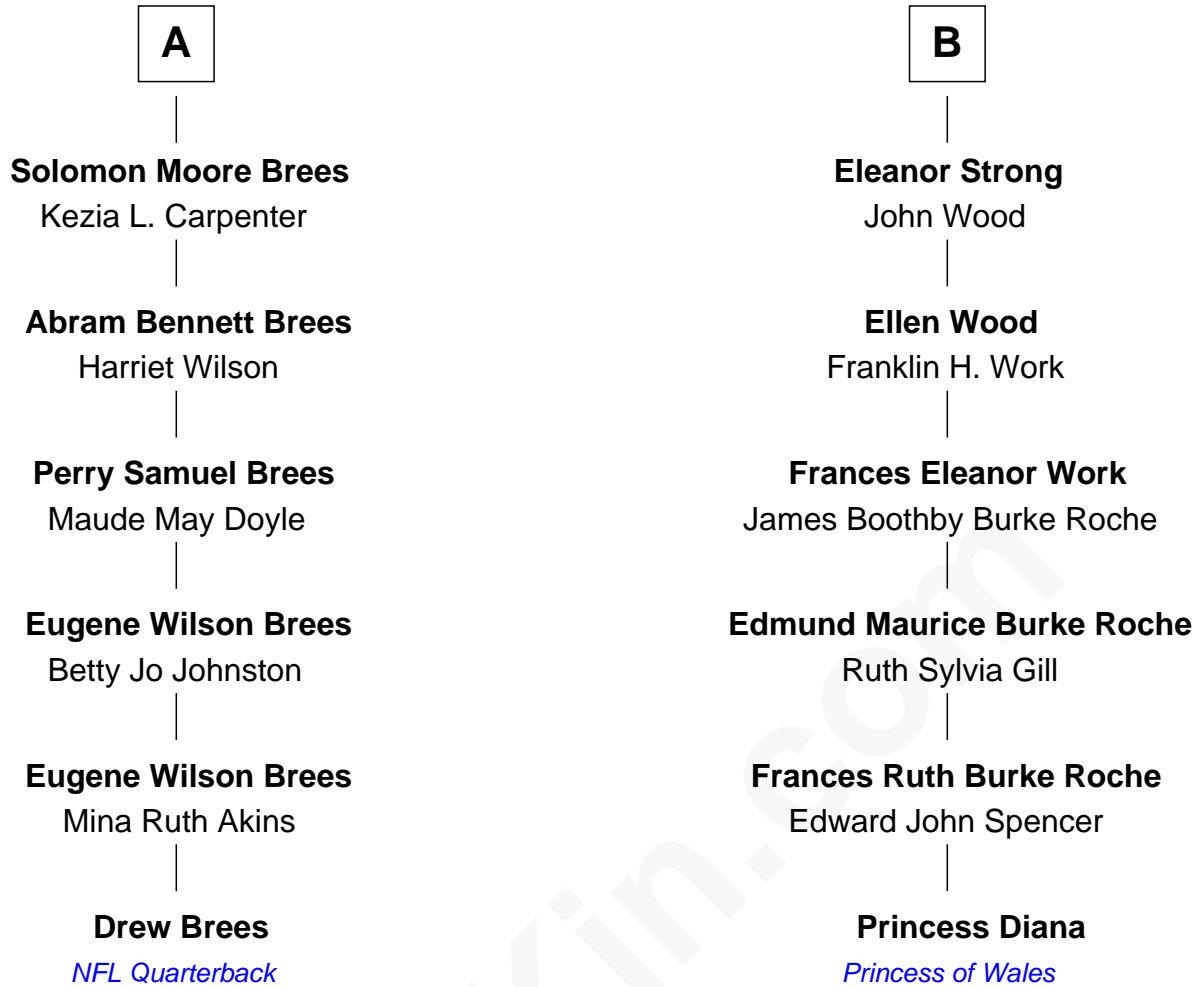 A
Solomon Moore Brees
Kezia L. Carpenter
Abram Bennett Brees
Harriet Wilson
Perry Samuel Brees
Maude May Doyle
Eugene Wilson Brees
Betty Jo Johnston
Eugene Wilson Brees
Mina Ruth Akins
Drew Brees
NFL Quarterback
B
Eleanor Strong
John Wood
Ellen Wood
Franklin H. Work
Frances Eleanor Work
James Boothby Burke Roche
Edmund Maurice Burke Roche
Ruth Sylvia Gill
Frances Ruth Burke Roche
Edward John Spencer
Princess Diana
Princess of Wales
Kin.com